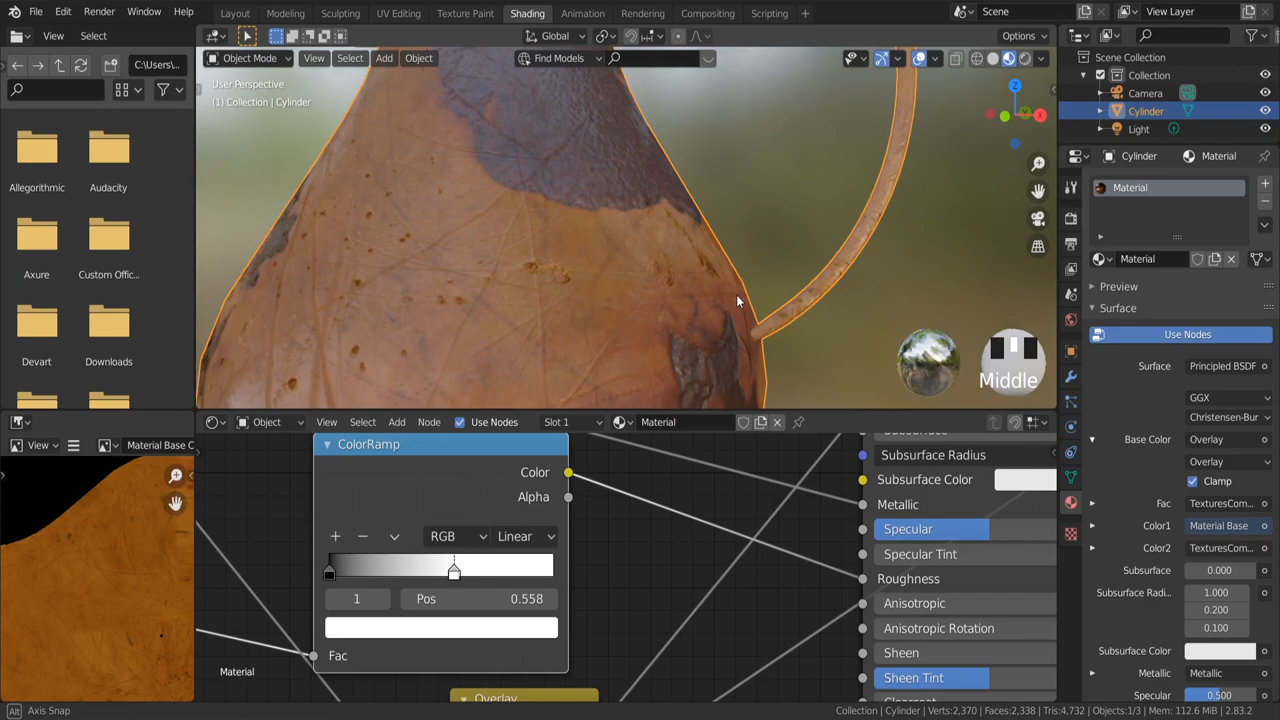 File Edit Render Window Help
Layout Modeling Sculpting UV Editing Texture Paint Shading Animation Rendering Compositing Scripting +
Scene
View Layer
View Select
Global
Options
C:\Users\...
Object Mode View Select Add Object
Find Models
User Perspective
(1) Collection | Cylinder
Z
X
Allegorithmic Audacity
Axure Custom Offic...
Devart Downloads
Middle
Scene Collection
Collection
Camera
Cylinder
Light
Cylinder Material
Material
Material
Preview
Surface
Use Nodes
Surface Principled BSDF
GGX
Christensen-Bur
Base Color Overlay
Overlay
Clamp
Fac TexturesCom...
Color1 Material Base
Color2 TexturesCom...
Subsurface 0.000
Subsurface Radi... 1.000
0.200
0.100
Subsurface Color
Metallic Metallic
Specular 0.500
View
Material Base C
Object View Select Add Node Use Nodes Slot 1 Material
ColorRamp
Color
Alpha
+ − RGB Linear
1 Pos 0.558
Fac
Material
Overlay
Subsurface Radius
Subsurface Color
Metallic
Specular
Specular Tint
Roughness
Anisotropic
Anisotropic Rotation
Sheen
Sheen Tint
Alt Axis Snap
Collection | Cylinder | Verts:2,370 | Faces:2,338 | Tris:4,732 | Objects:1/3 | Mem: 112.6 MiB | 2.83.2